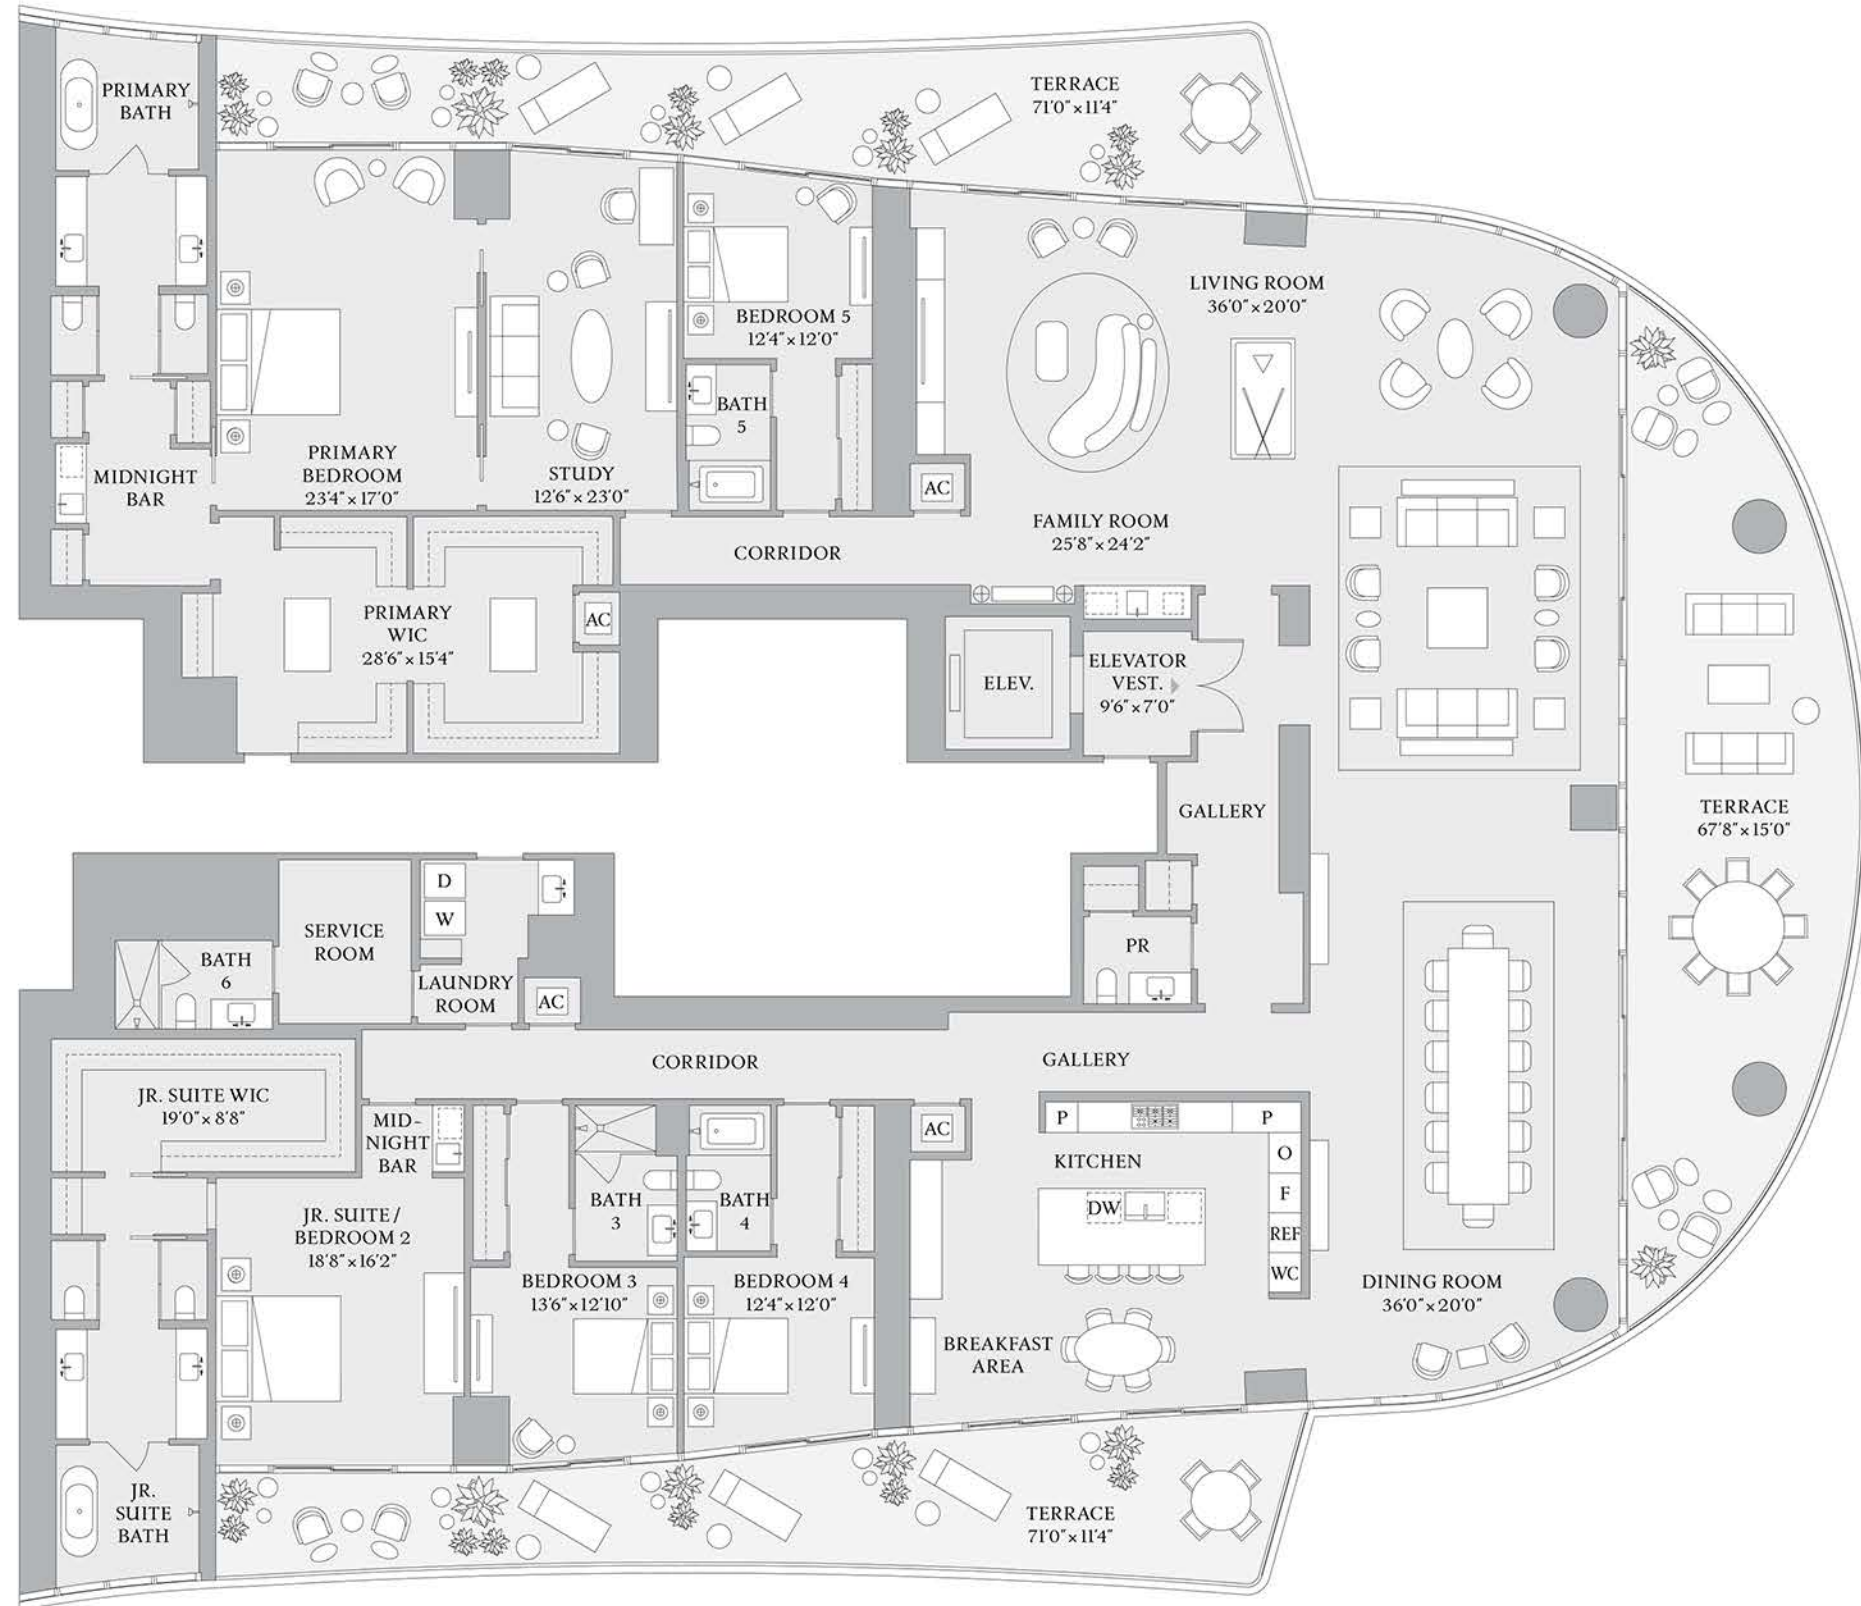 PRIMARY
BATH
TERRACE
71'0"×11'4"
LIVING ROOM
36'0"×20'0"
BEDROOM 5
12'4"×12'0"
BATH
5
PRIMARY
BEDROOM
23'4"×17'0"
STUDY
12'6"×23'0"
MIDNIGHT
BAR
AC
FAMILY ROOM
25'8"×24'2"
CORRIDOR
PRIMARY
WIC
28'6"×15'4"
AC
ELEV.
ELEVATOR
VEST.
9'6"×7'0"
GALLERY
TERRACE
67'8"×15'0"
D
W
SERVICE
ROOM
BATH
6
LAUNDRY
ROOM
AC
PR
CORRIDOR
GALLERY
JR. SUITE WIC
19'0"×8'8"
MID-
NIGHT
BAR
AC
P
P
KITCHEN
O
F
REF
WC
DW
BATH
3
BATH
4
JR. SUITE/
BEDROOM 2
18'8"×16'2"
BEDROOM 3
13'6"×12'10"
BEDROOM 4
12'4"×12'0"
DINING ROOM
36'0"×20'0"
BREAKFAST
AREA
JR.
SUITE
BATH
TERRACE
71'0"×11'4"